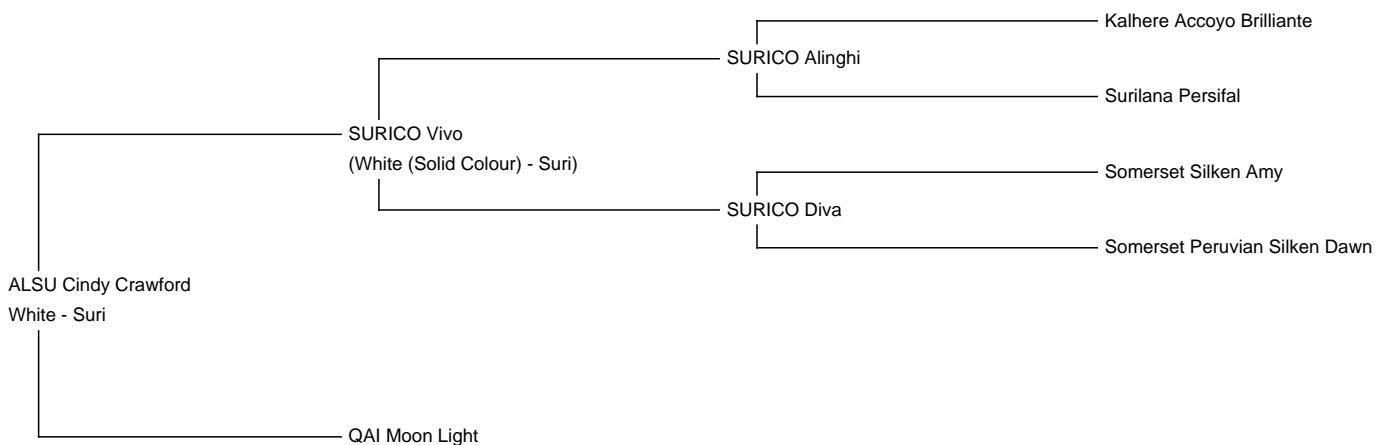 Kalhere Accoyo Brilliante
SURICO Alinghi
Surilana Persifal
SURICO Vivo
(White (Solid Colour) - Suri)
Somerset Silken Amy
SURICO Diva
Somerset Peruvian Silken Dawn
ALSU Cindy Crawford
White - Suri
QAI Moon Light